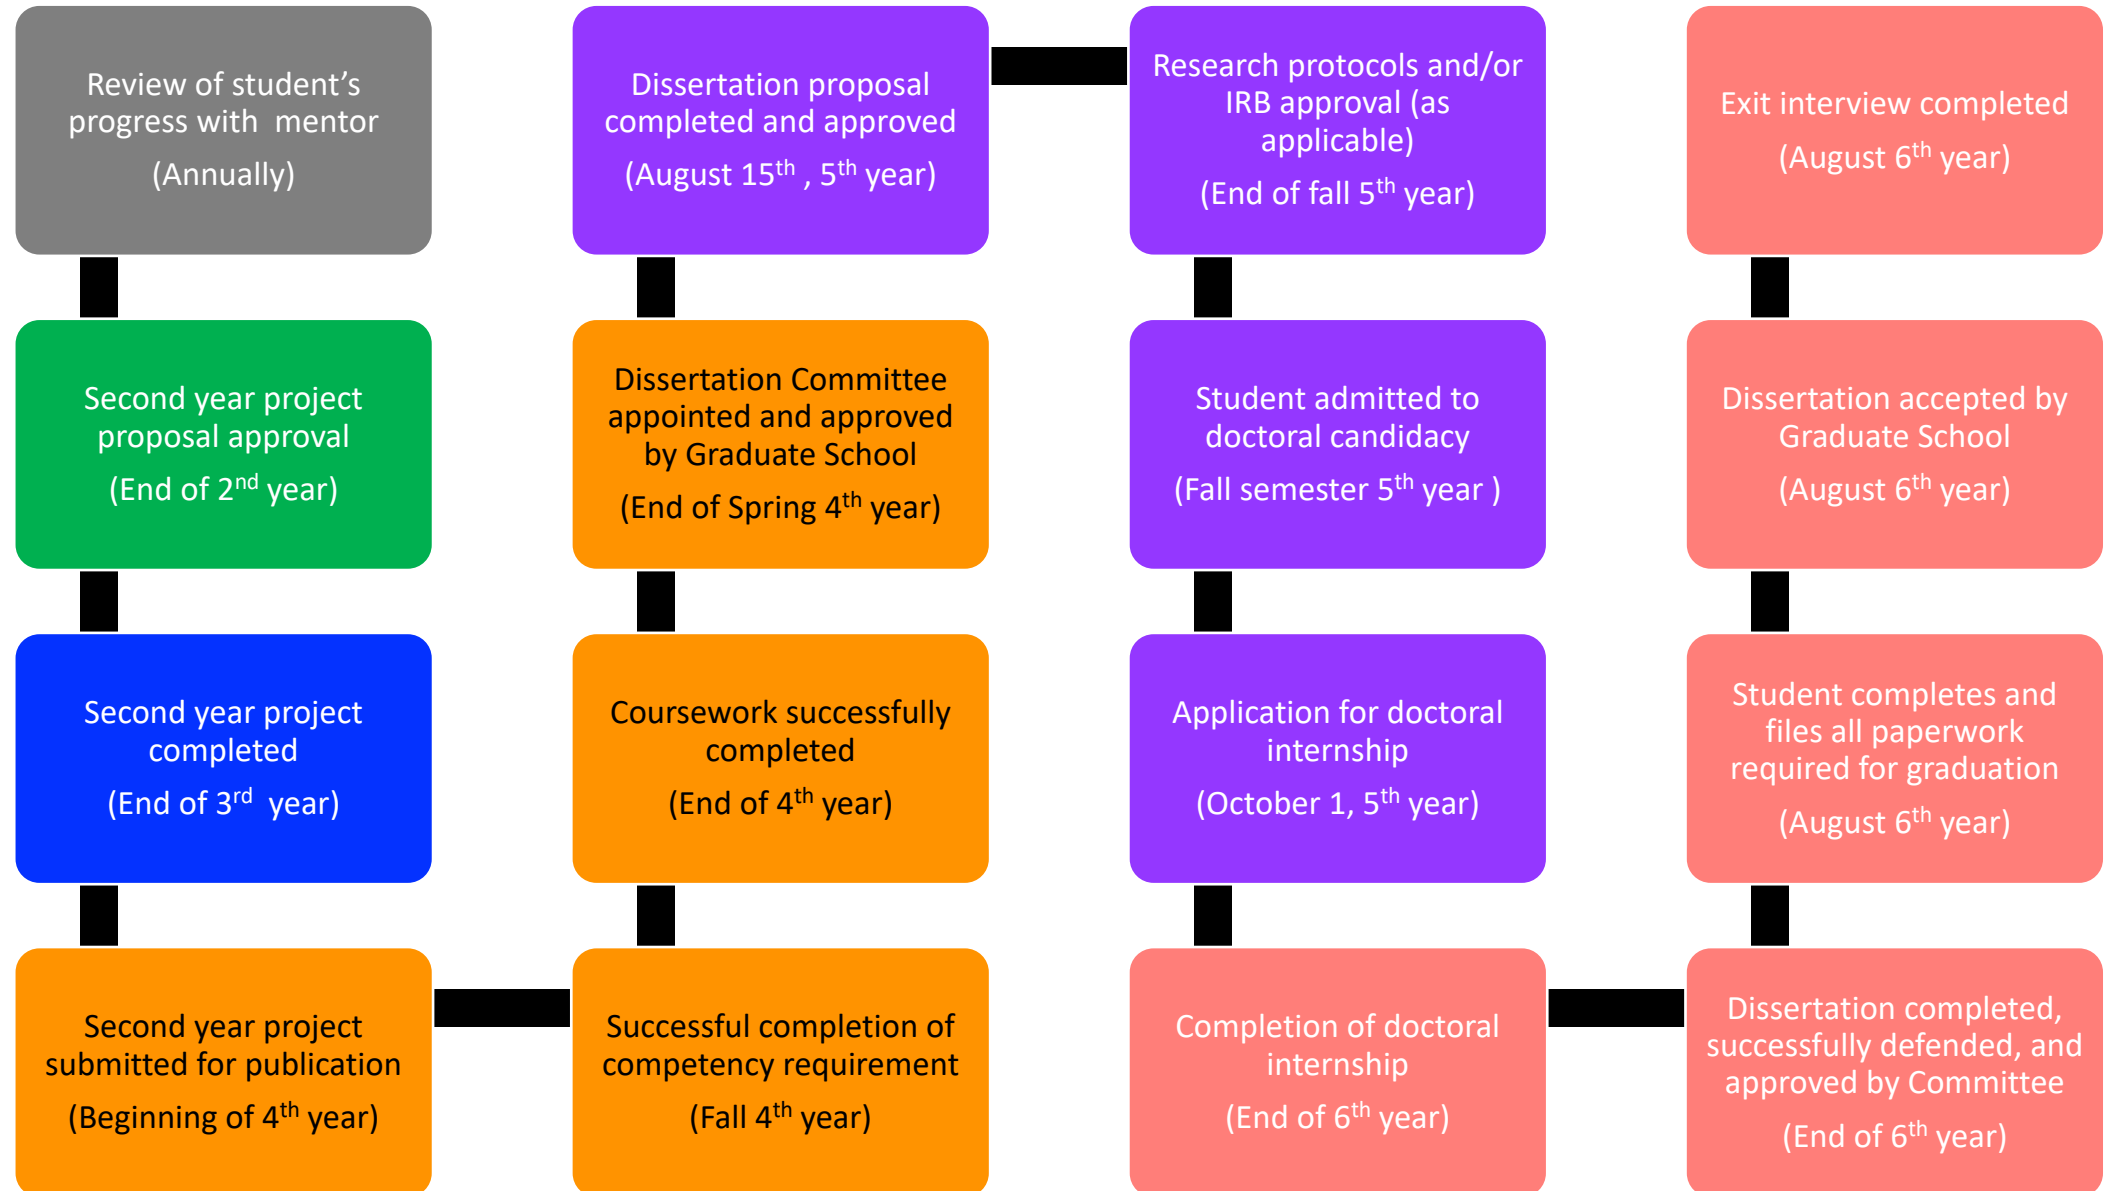 Review of student’s
progress with  mentor
(Annually)
Second year project
proposal approval
(End of 2nd year)
Second year project
completed
(End of 3rd  year)
Second year project
submitted for publication
(Beginning of 4th year)
Successful completion of
competency requirement
(Fall 4th year)
Coursework successfully
completed
(End of 4th year)
Dissertation Committee
appointed and approved
by Graduate School
(End of Spring 4th year)
Dissertation proposal
completed and approved
(August 15th , 5th year)
Research protocols and/or
IRB approval (as
applicable)
(End of fall 5th year)
Student admitted to
doctoral candidacy
(Fall semester 5th year )
Application for doctoral
internship
(October 1, 5th year)
Completion of doctoral
internship
(End of 6th year)
Dissertation completed,
successfully defended, and
approved by Committee
(End of 6th year)
Student completes and
files all paperwork
required for graduation
(August 6th year)
Dissertation accepted by
Graduate School
(August 6th year)
Exit interview completed
(August 6th year)